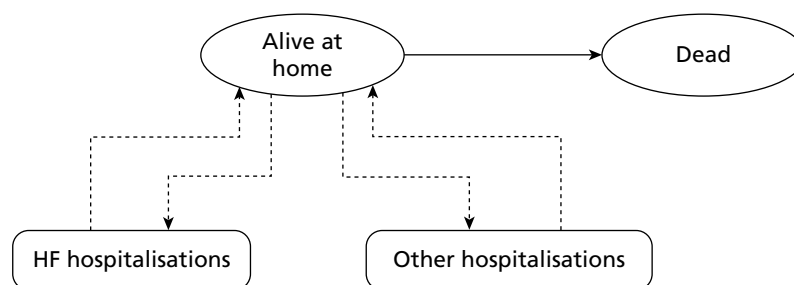 Alive at
home
Dead
HF hospitalisations
Other hospitalisations